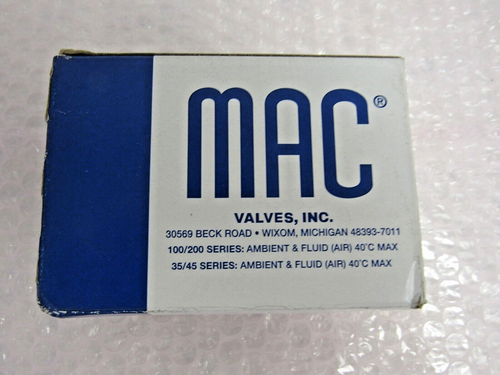 MAC®
VALVES, INC.
30569 BECK ROAD • WIXOM, MICHIGAN 48393-7011
100/200 SERIES: AMBIENT & FLUID (AIR) 40°C MAX
35/45 SERIES: AMBIENT & FLUID (AIR) 40°C MAX